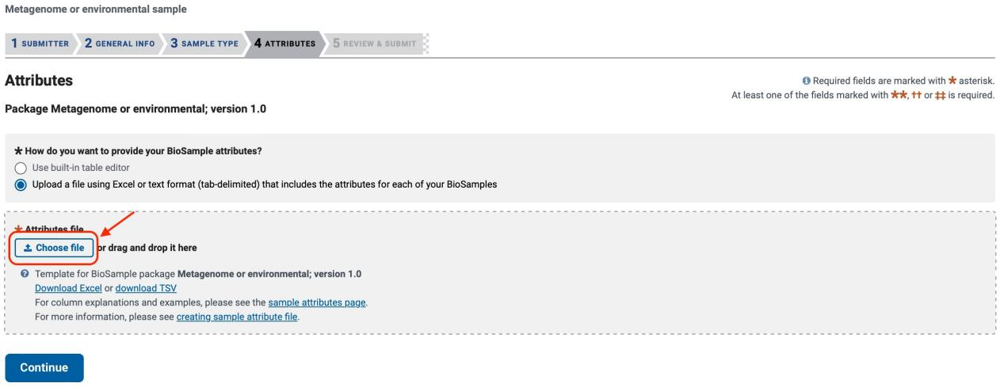 Metagenome or environmental sample
1 SUBMITTER 2 GENERAL INFO 3 SAMPLE TYPE 4 ATTRIBUTES 5 REVIEW & SUBMIT
Attributes
Required fields are marked with * asterisk.
At least one of the fields marked with **, †† or ‡‡ is required.
Package Metagenome or environmental; version 1.0
* How do you want to provide your BioSample attributes?
Use built-in table editor
Upload a file using Excel or text format (tab-delimited) that includes the attributes for each of your BioSamples
* Attributes file
Choose file or drag and drop it here
Template for BioSample package Metagenome or environmental; version 1.0
Download Excel or download TSV
For column explanations and examples, please see the sample attributes page.
For more information, please see creating sample attribute file.
Continue